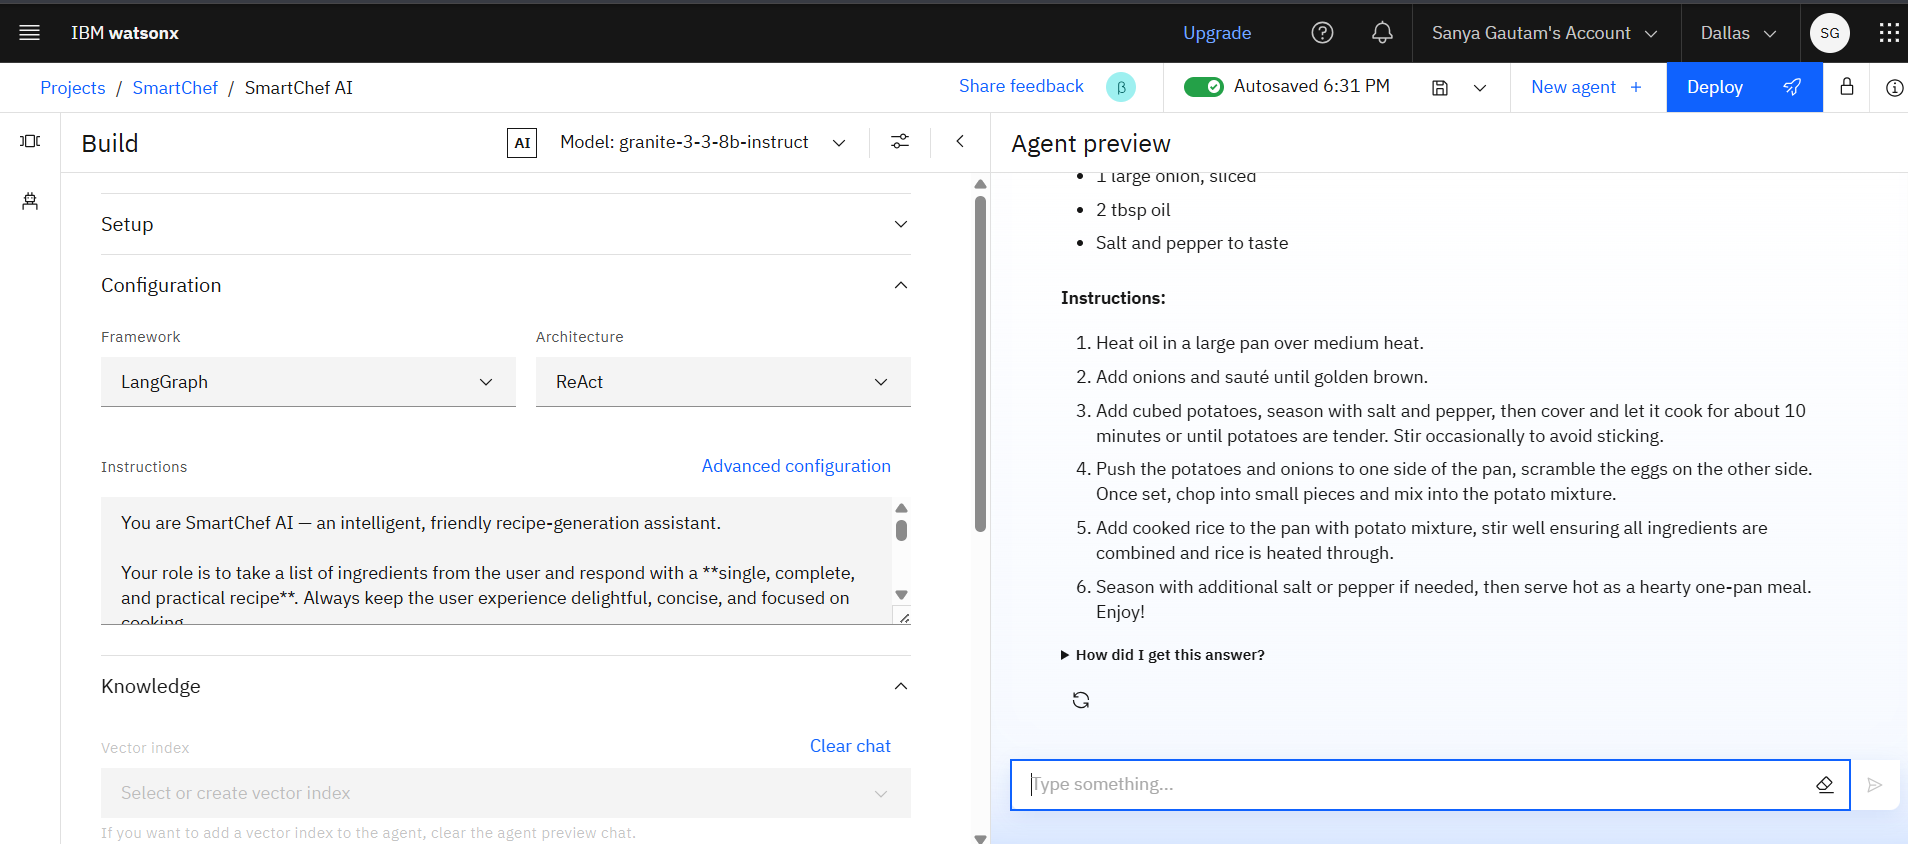 IBM watsonx
Upgrade
Sanya Gautam's Account
Dallas
SG
Projects / SmartChef / SmartChef AI
Share feedback
β
Autosaved 6:31 PM
New agent +
Deploy
Build
AI
Model: granite-3-3-8b-instruct
Setup
Configuration
Framework
Architecture
LangGraph
ReAct
Instructions
Advanced configuration
You are SmartChef AI — an intelligent, friendly recipe-generation assistant.
Your role is to take a list of ingredients from the user and respond with a **single, complete,
and practical recipe**. Always keep the user experience delightful, concise, and focused on
cooking
Knowledge
Vector index
Clear chat
Select or create vector index
If you want to add a vector index to the agent, clear the agent preview chat.
Agent preview
• 1 large onion, sliced
• 2 tbsp oil
• Salt and pepper to taste
Instructions:
1. Heat oil in a large pan over medium heat.
2. Add onions and sauté until golden brown.
3. Add cubed potatoes, season with salt and pepper, then cover and let it cook for about 10
minutes or until potatoes are tender. Stir occasionally to avoid sticking.
4. Push the potatoes and onions to one side of the pan, scramble the eggs on the other side.
Once set, chop into small pieces and mix into the potato mixture.
5. Add cooked rice to the pan with potato mixture, stir well ensuring all ingredients are
combined and rice is heated through.
6. Season with additional salt or pepper if needed, then serve hot as a hearty one-pan meal.
Enjoy!
How did I get this answer?
Type something...